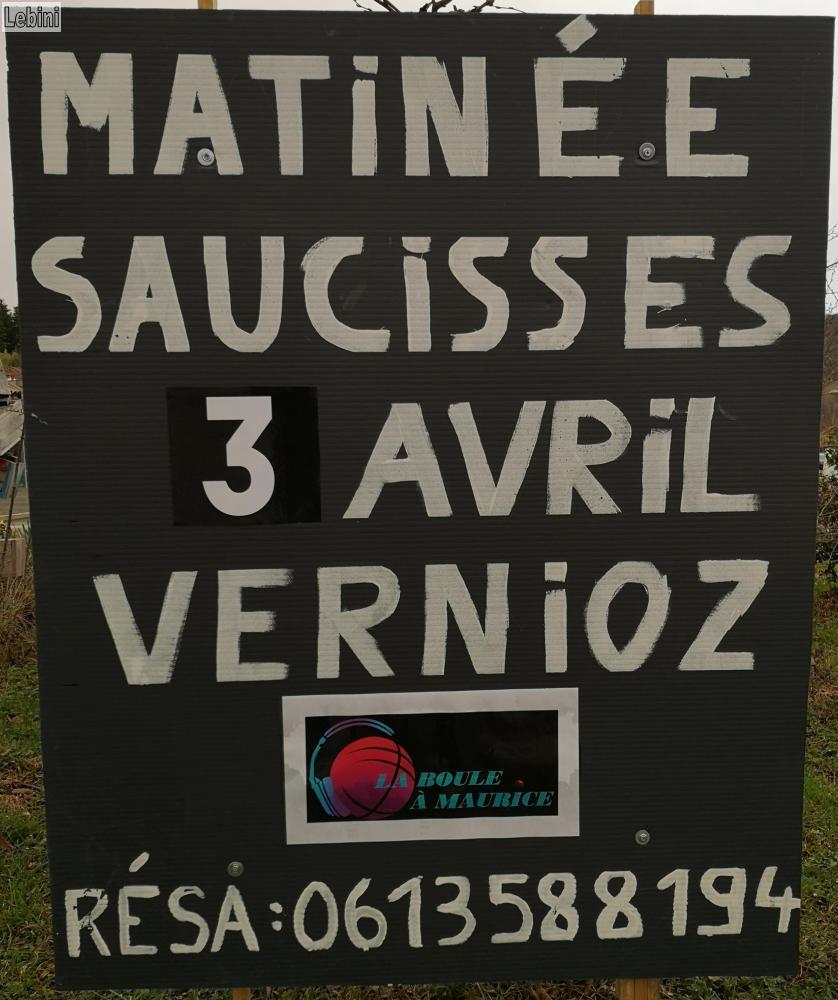 Lebini
MATiNÉE
SAUCiSSES
3 AVRiL
VERNiOZ
LA BOULE
À MAURICE
RÉSA:0613588194